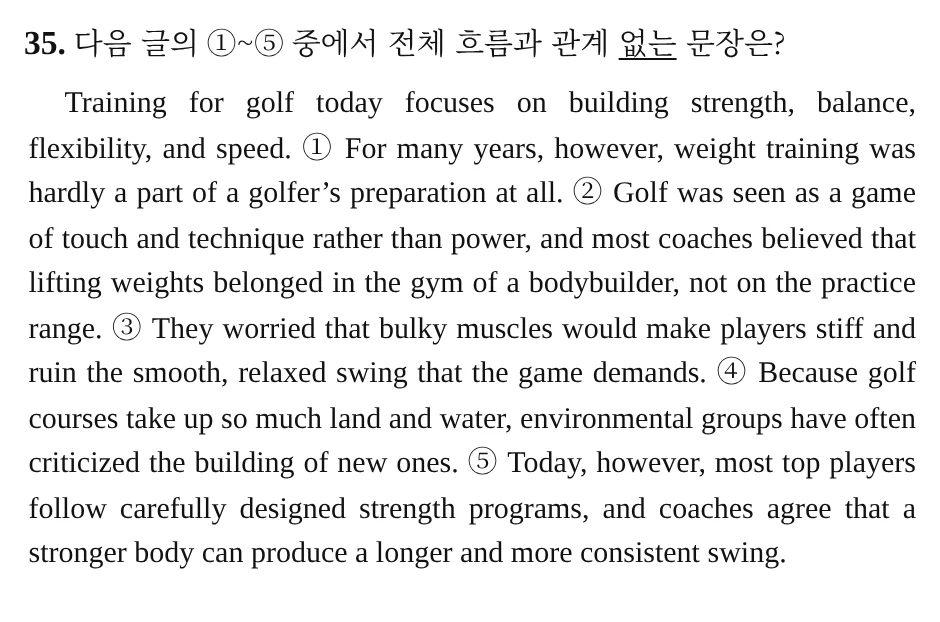 35. 다음 글의 ①~⑤ 중에서 전체 흐름과 관계 없는 문장은?
Training for golf today focuses on building strength, balance,
flexibility, and speed. ① For many years, however, weight training was
hardly a part of a golfer’s preparation at all. ② Golf was seen as a game
of touch and technique rather than power, and most coaches believed that
lifting weights belonged in the gym of a bodybuilder, not on the practice
range. ③ They worried that bulky muscles would make players stiff and
ruin the smooth, relaxed swing that the game demands. ④ Because golf
courses take up so much land and water, environmental groups have often
criticized the building of new ones. ⑤ Today, however, most top players
follow carefully designed strength programs, and coaches agree that a
stronger body can produce a longer and more consistent swing.